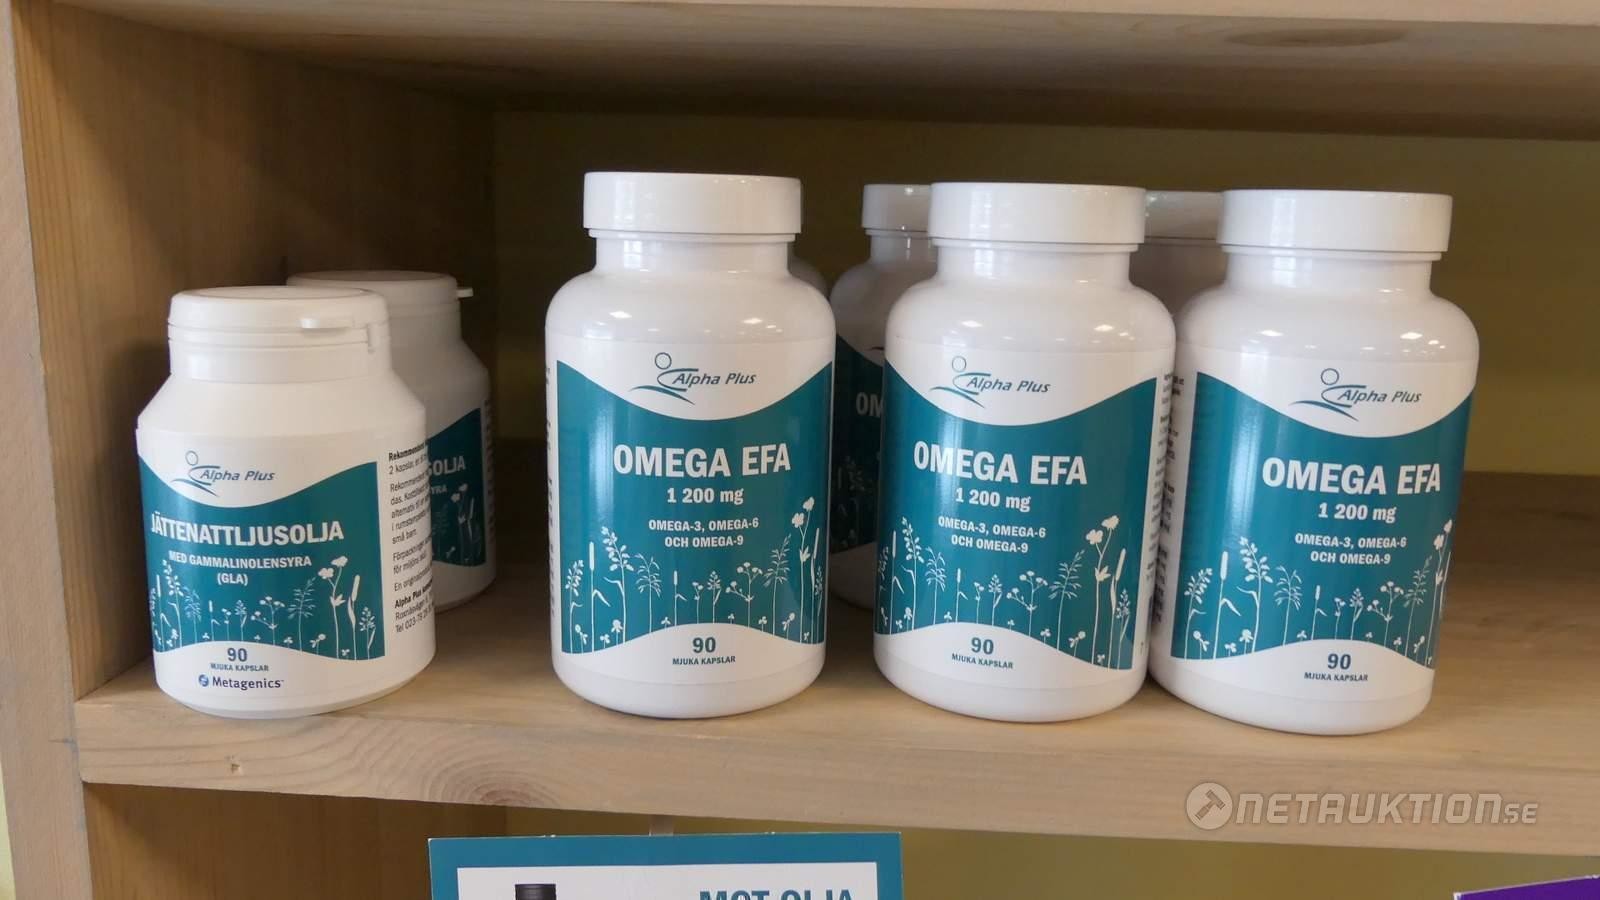 Alpha Plus
JÄTTENATTLJUSOLJA
MED GAMMALINOLENSYRA
(GLA)
90
MJUKA KAPSLAR
Metagenics
SOLJA
Alpha Plus
OMEGA EFA
1 200 mg
OMEGA-3, OMEGA-6
OCH OMEGA-9
90
MJUKA KAPSLAR
Alpha Plus
OMEGA EFA
1 200 mg
OMEGA-3, OMEGA-6
OCH OMEGA-9
90
MJUKA KAPSLAR
Alpha Plus
OMEGA EFA
1 200 mg
OMEGA-3, OMEGA-6
OCH OMEGA-9
90
MJUKA KAPSLAR
NETAUKTION.SE
MCT OLJA